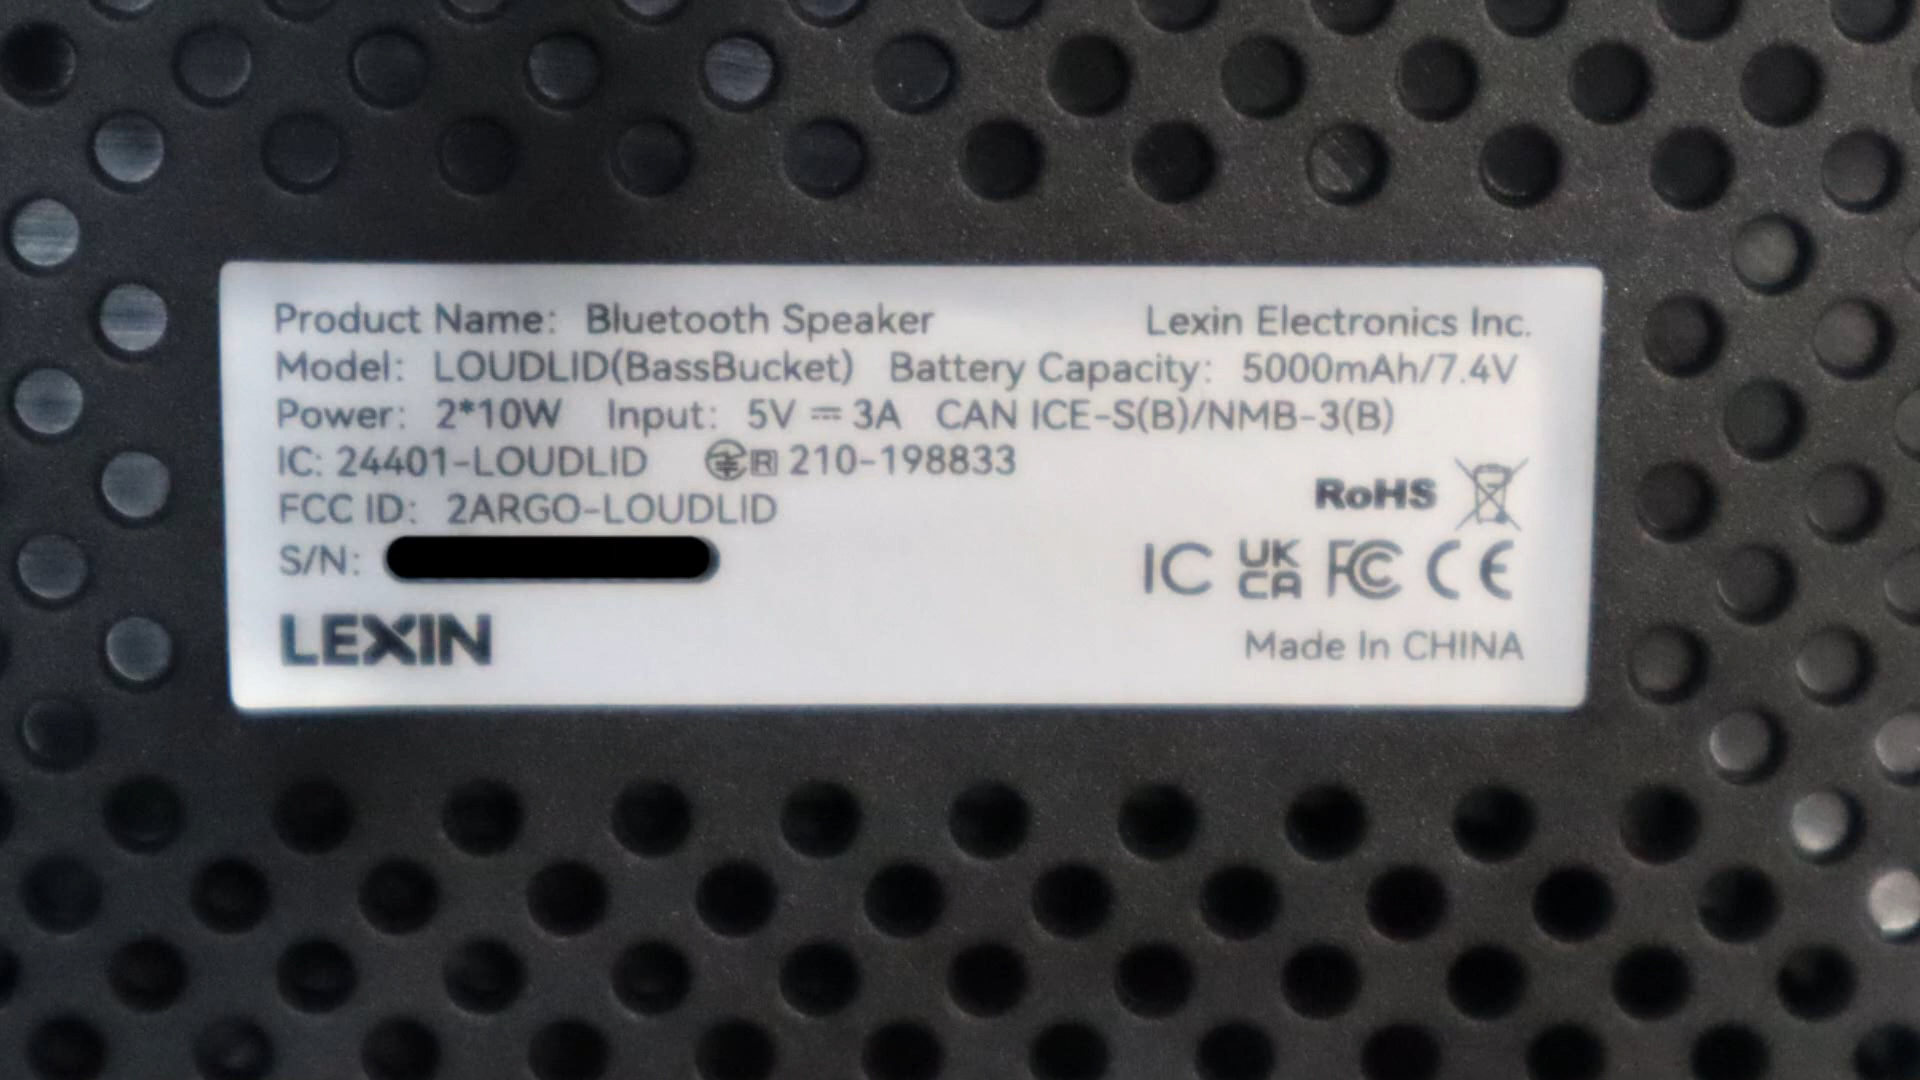 Product Name: Bluetooth Speaker Lexin Electronics Inc.
Model: LOUDLID(BassBucket) Battery Capacity: 5000mAh/7.4V
Power: 2*10W Input: 5V ⎓ 3A CAN ICE-S(B)/NMB-3(B)
IC: 24401-LOUDLID R 210-198833
FCC ID: 2ARGO-LOUDLID
RoHS
S/N:
IC UK CA FC CE
LEXIN
Made In CHINA